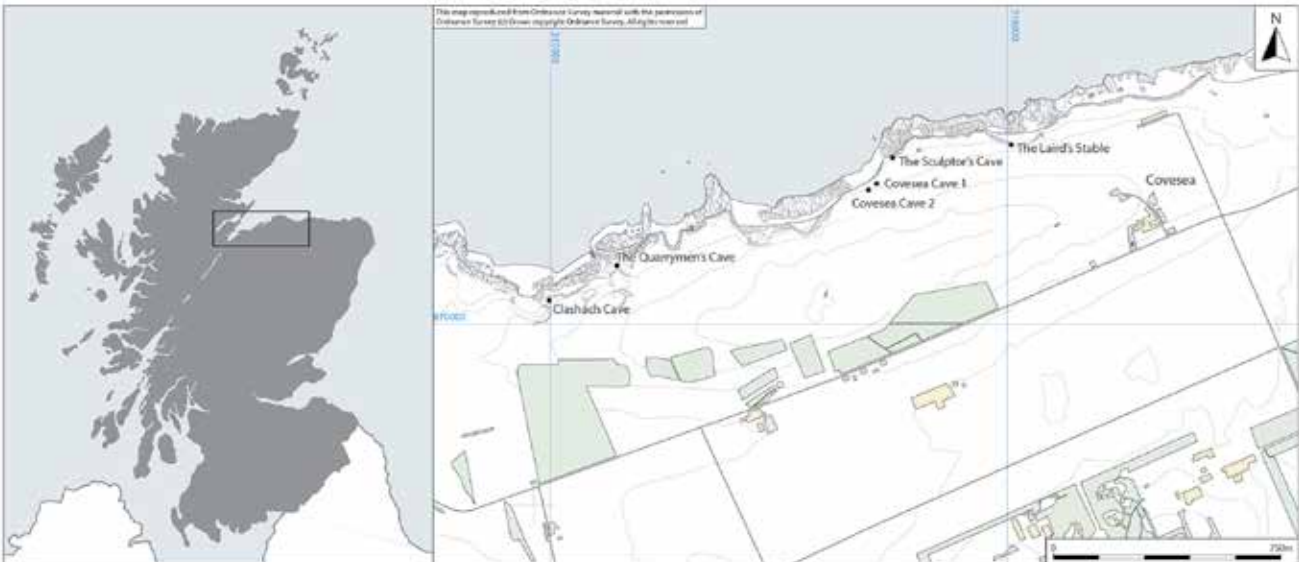 This map reproduced from Ordnance Survey material with the permission of
Ordnance Survey (c) Crown copyright Ordnance Survey. All rights reserved
N
The Laird's Stable
The Sculptor's Cave
Covesea
Covesea Cave 1
Covesea Cave 2
The Quarrymen's Cave
Clashach Cave
0
750m